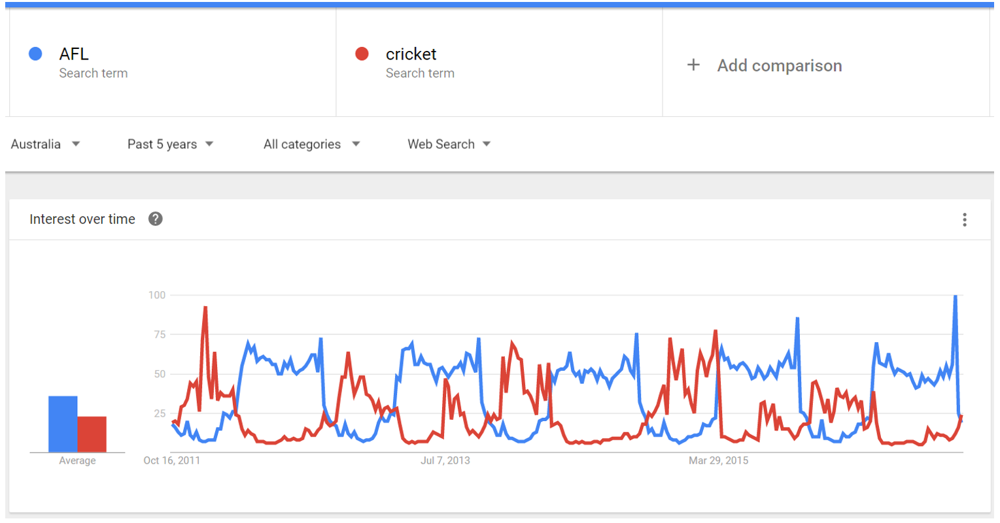 AFL
Search term
cricket
Search term
+ Add comparison
Australia
Past 5 years
All categories
Web Search
Interest over time ?
100
75
50
25
Average
Oct 16, 2011
Jul 7, 2013
Mar 29, 2015